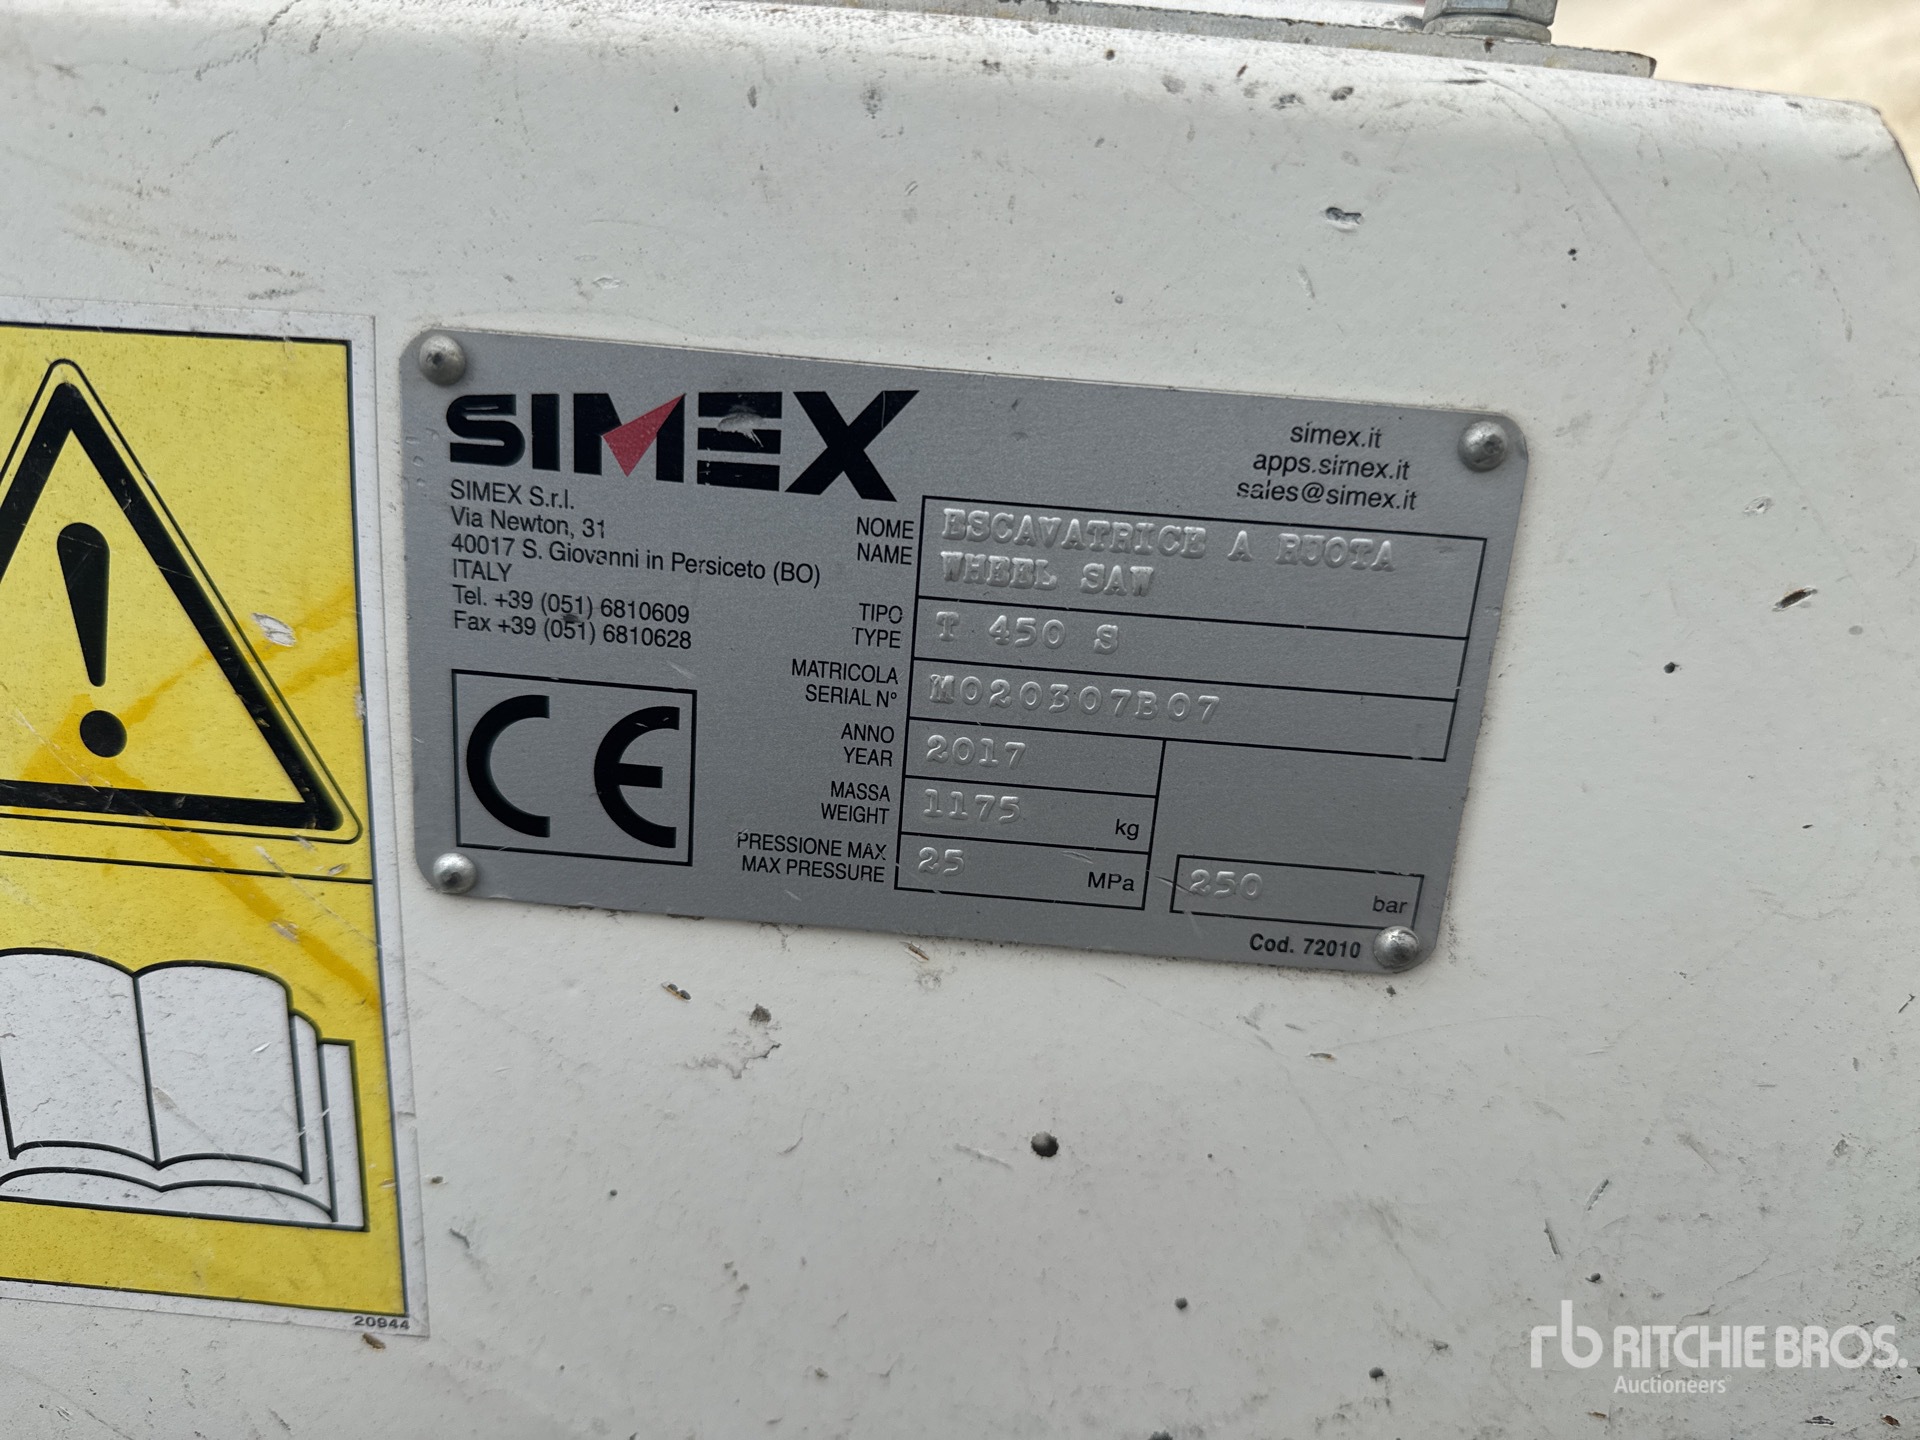 SIMEX
simex.it
apps.simex.it
sales@simex.it
SIMEX S.r.l.
Via Newton, 31
40017 S. Giovanni in Persiceto (BO)
ITALY
Tel. +39 (051) 6810609
Fax +39 (051) 6810628
CE
NOME
NAME
ESCAVATRICE A RUOTA
WHEEL SAW
TIPO
TYPE
T 450 S
MATRICOLA
SERIAL N°
M020307B07
ANNO
YEAR
2017
MASSA
WEIGHT
1175 kg
PRESSIONE MAX
MAX PRESSURE
25 MPa
250 bar
Cod. 72010
20944
rb RITCHIE BROS.
Auctioneers